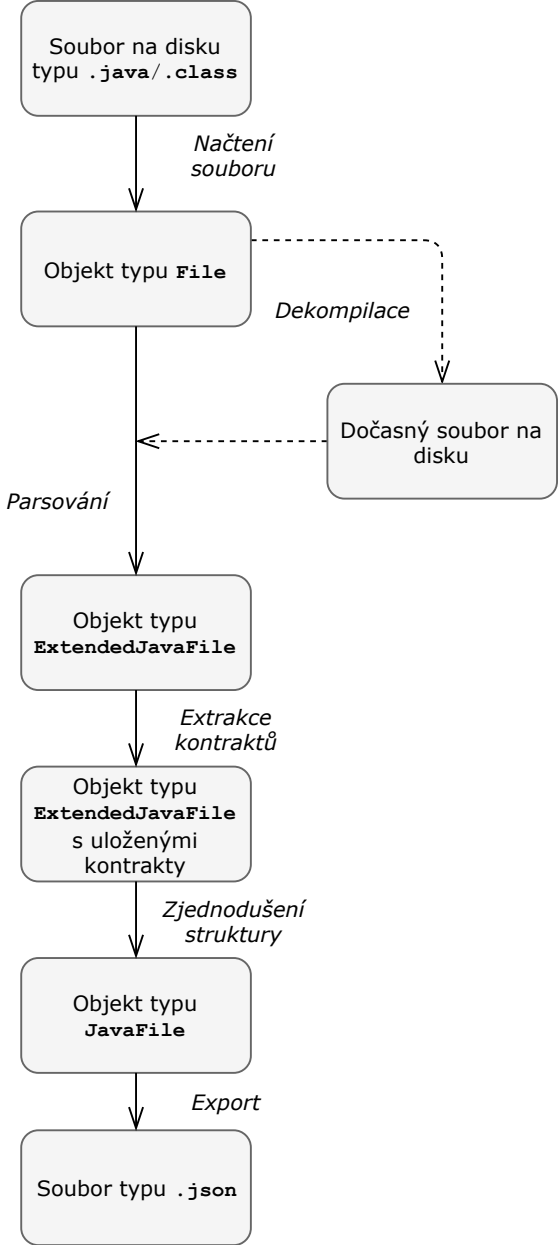 Soubor na disku
typu .java/.class
Načtení
souboru
Objekt typu File
Dekompilace
Dočasný soubor na
disku
Parsování
Objekt typu
ExtendedJavaFile
Extrakce
kontraktů
Objekt typu
ExtendedJavaFile
s uloženými
kontrakty
Zjednodušení
struktury
Objekt typu
JavaFile
Export
Soubor typu .json